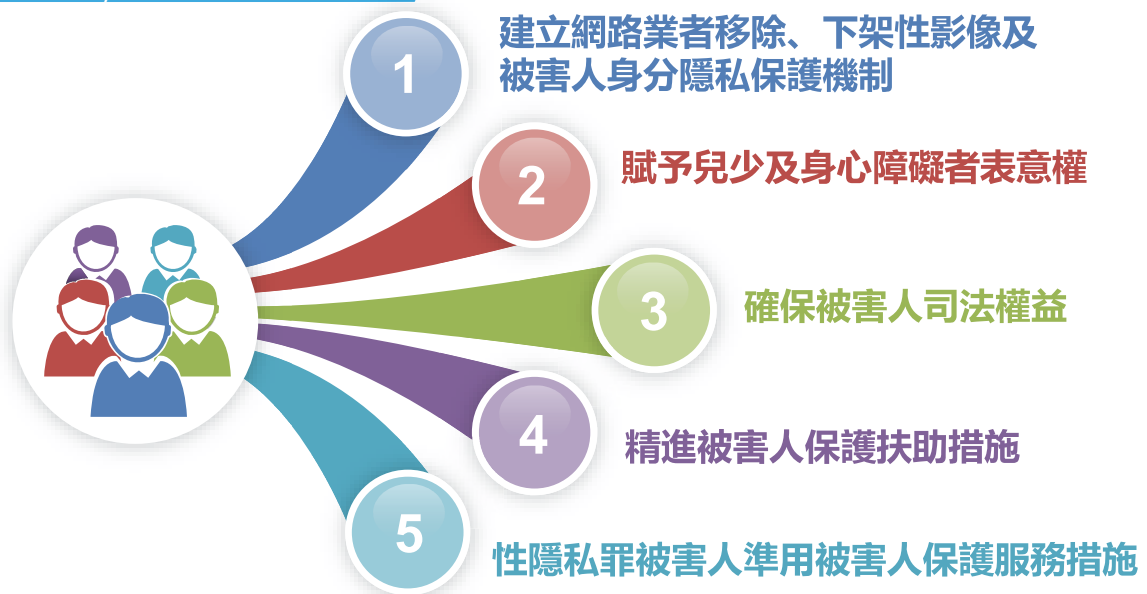 1
建立網路業者移除、下架性影像及
被害人身分隱私保護機制
2
賦予兒少及身心障礙者表意權
3
確保被害人司法權益
4
精進被害人保護扶助措施
5
性隱私罪被害人準用被害人保護服務措施